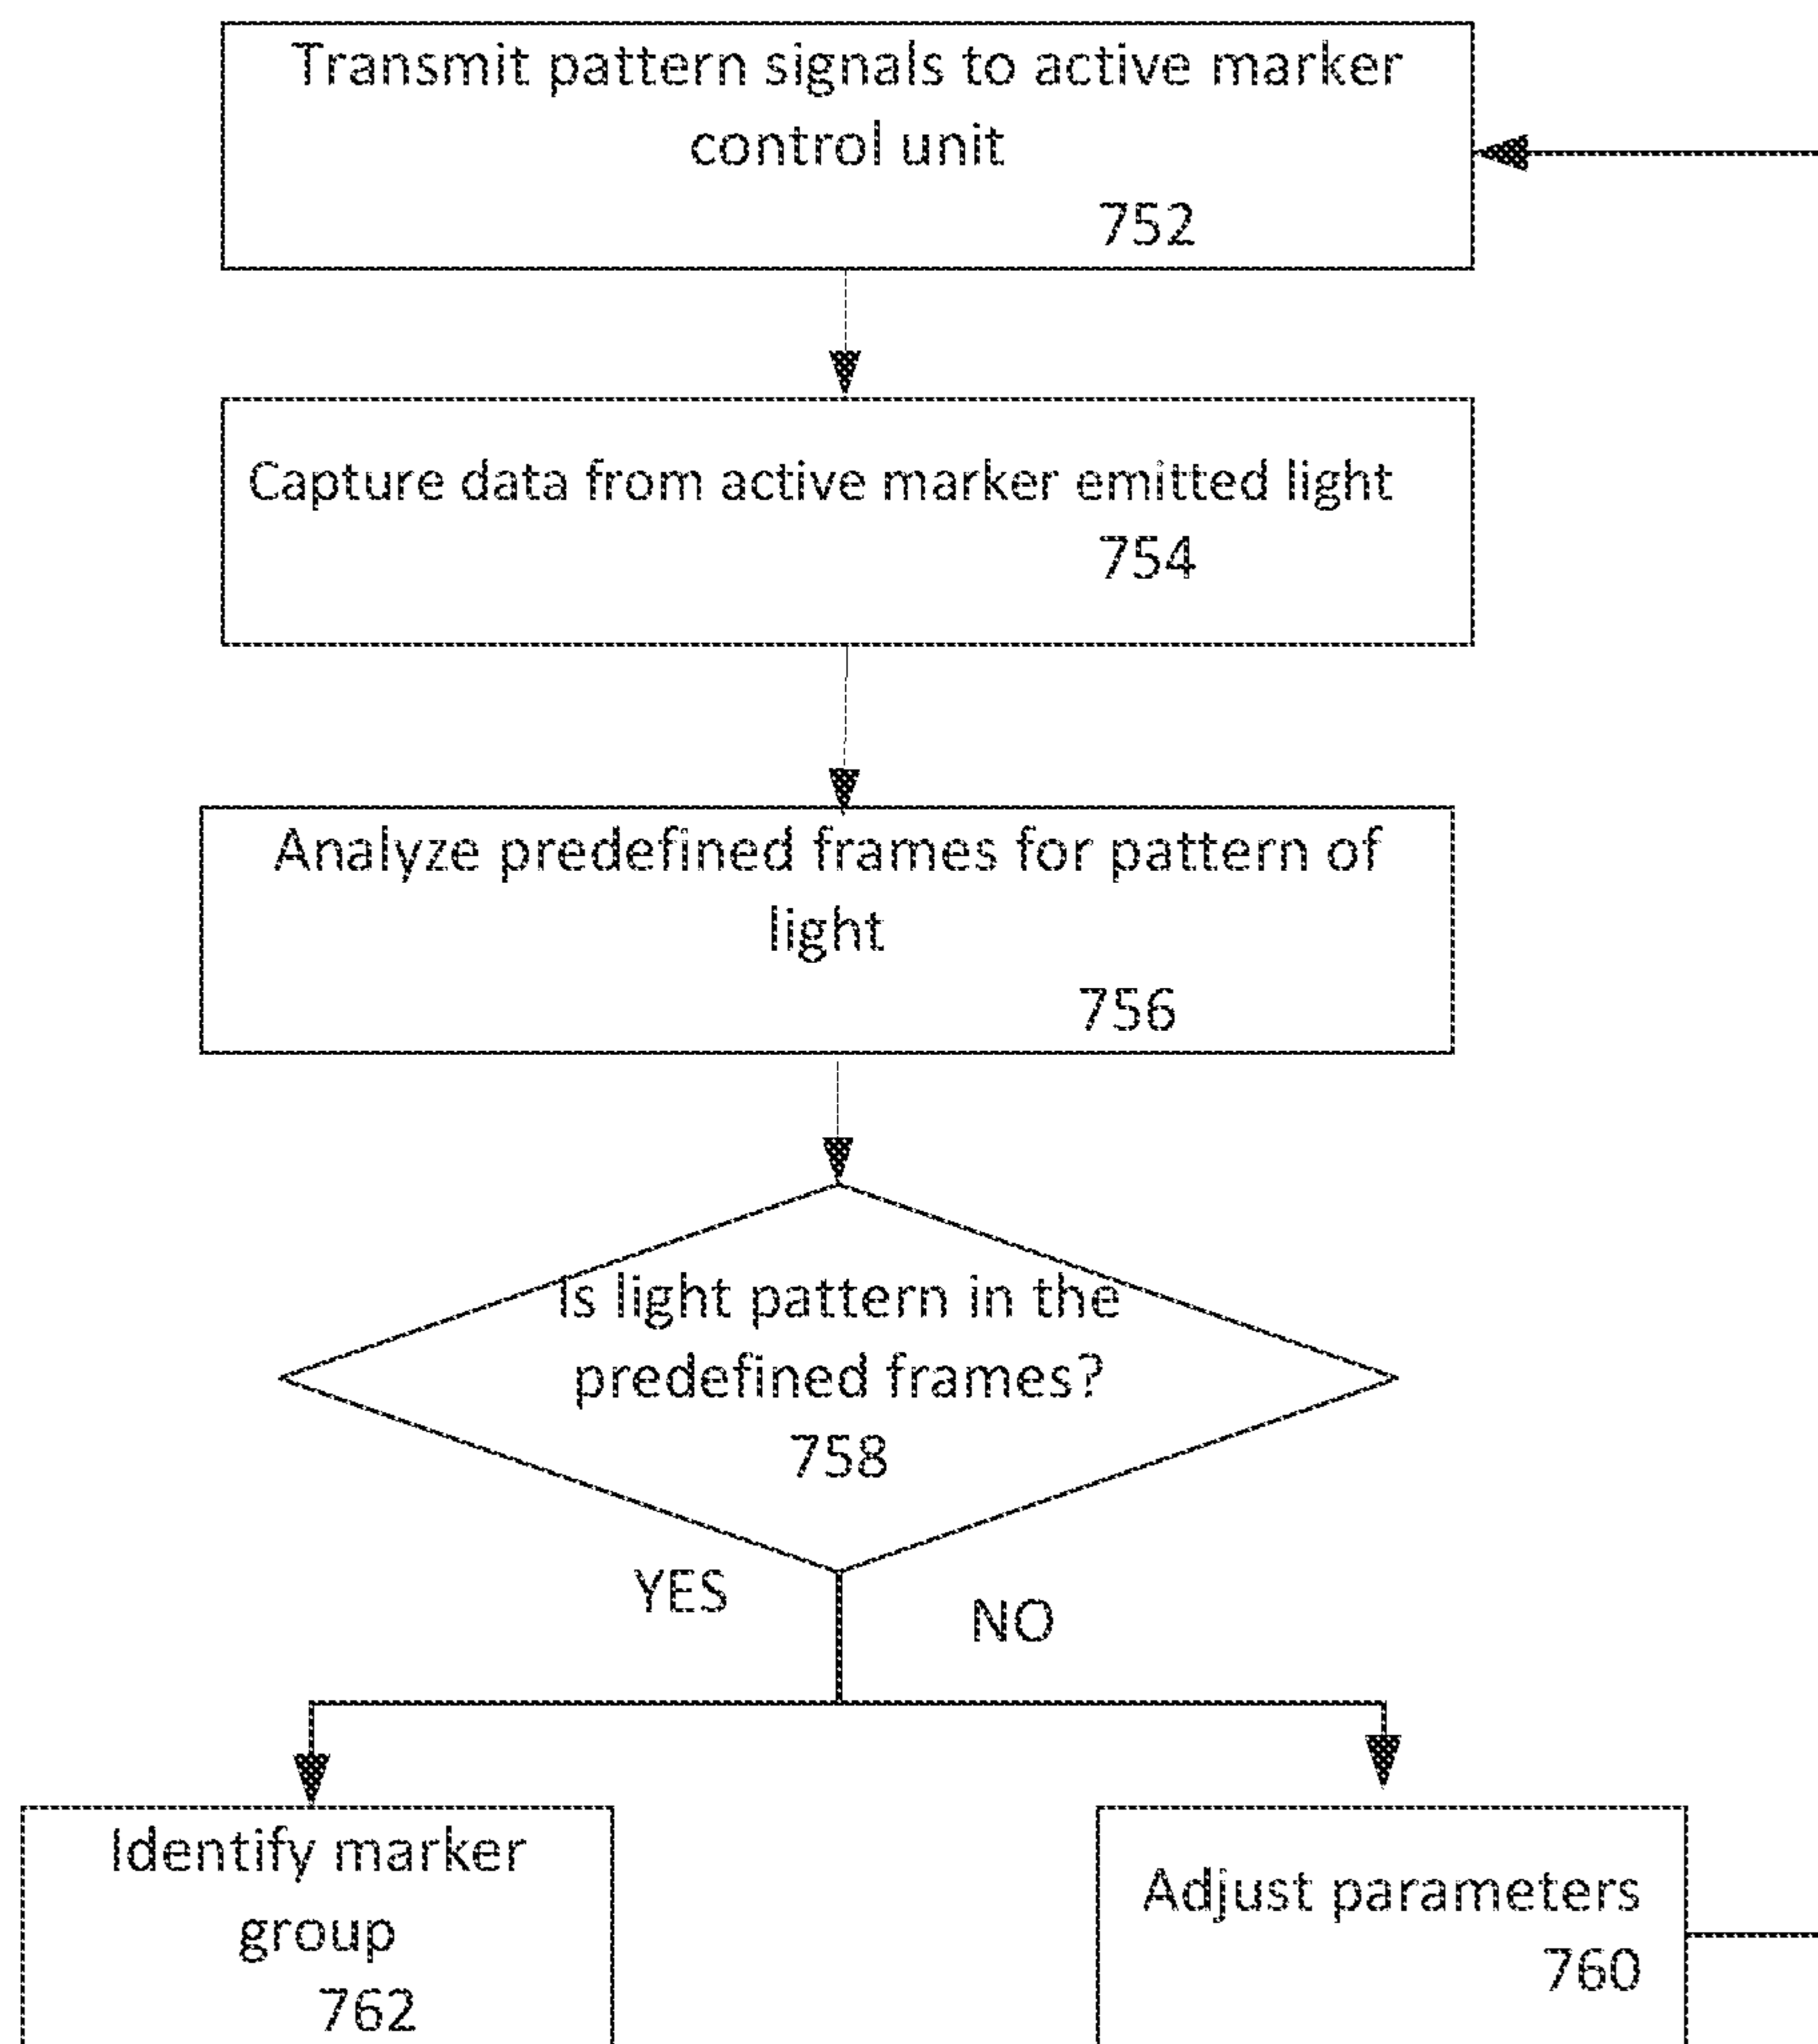 Transmit pattern signals to active marker
control unit
752
Capture data from active marker emitted light
754
Analyze predefined frames for pattern of
light
756
Is light pattern in the
predefined frames?
758
YES
NO
Identify marker
group
762
Adjust parameters
760